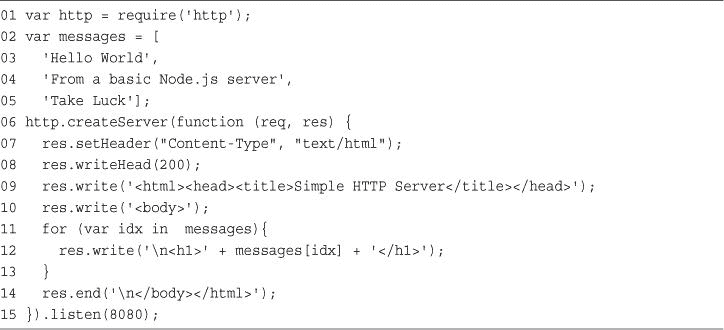 01 var http = require('http');
02 var messages = [
03   'Hello World',
04   'From a basic Node.js server',
05   'Take Luck'];
06 http.createServer(function (req, res) {
07   res.setHeader("Content-Type", "text/html");
08   res.writeHead(200);
09   res.write('<html><head><title>Simple HTTP Server</title></head>');
10   res.write('<body>');
11   for (var idx in  messages){
12     res.write('\n<h1>' + messages[idx] + '</h1>');
13   }
14   res.end('\n</body></html>');
15 }).listen(8080);